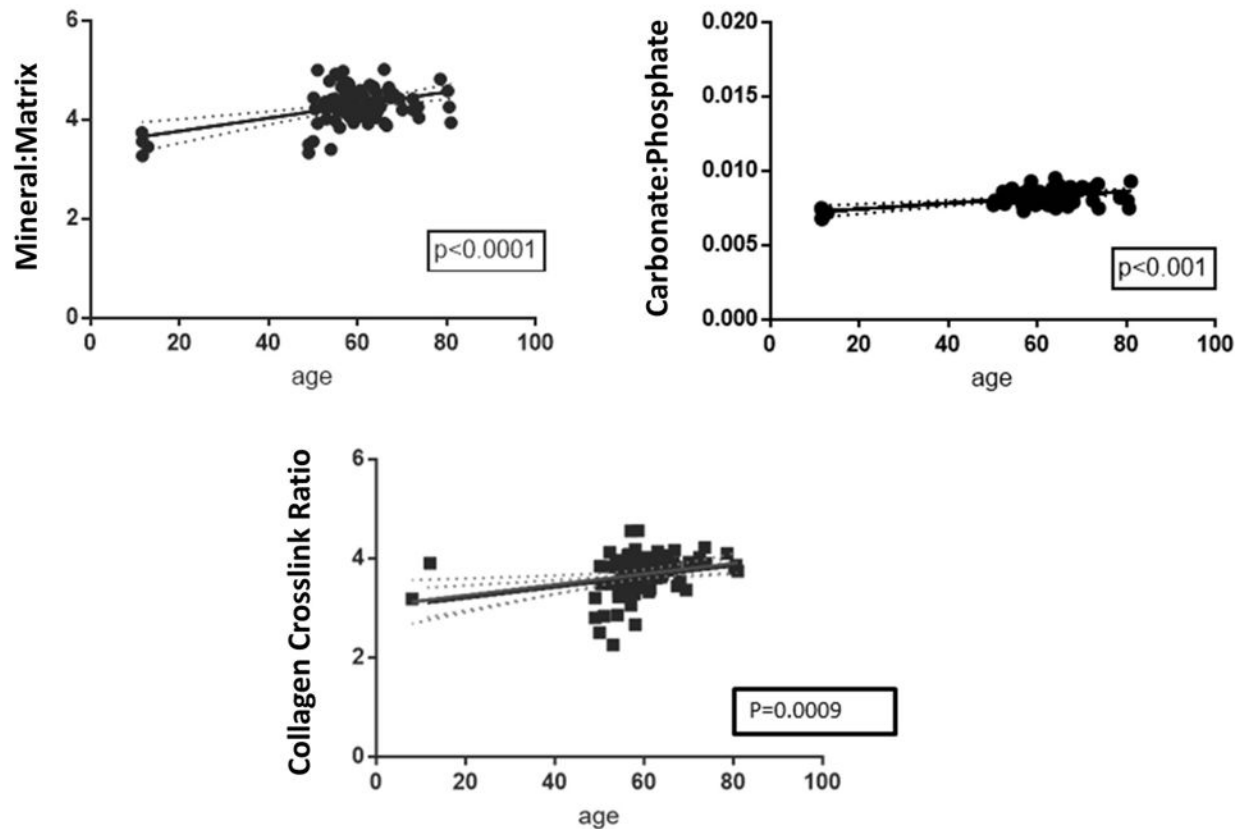 Mineral:Matrix
6
4
2
0
p<0.0001
0 20 40 60 80 100
age
Carbonate:Phosphate
0.020
0.015
0.010
0.005
0.000
p<0.001
0 20 40 60 80 100
age
Collagen Crosslink Ratio
6
4
2
0
P=0.0009
0 20 40 60 80 100
age